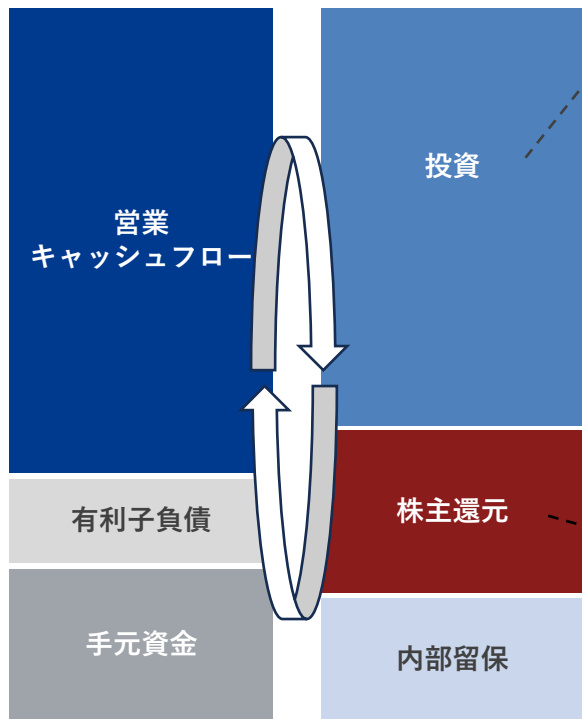 営業
キャッシュフロー
有利子負債
手元資金
投資
株主還元
内部留保